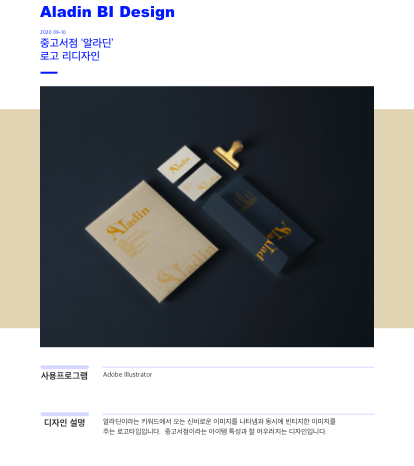 Aladin BI Design
2020 09-10
중고서점 '알라딘'
로고 리디자인
Aladin
Aladin
Aladin
사용프로그램
Adobe Illustrator
디자인 설명
알라딘이라는 키워드에서 오는 신비로운 이미지를 나타냄과 동시에 빈티지한 이미지를
주는 로고타입입니다. 중고서점이라는 아이템 특성과 잘 어우러지는 디자인입니다.